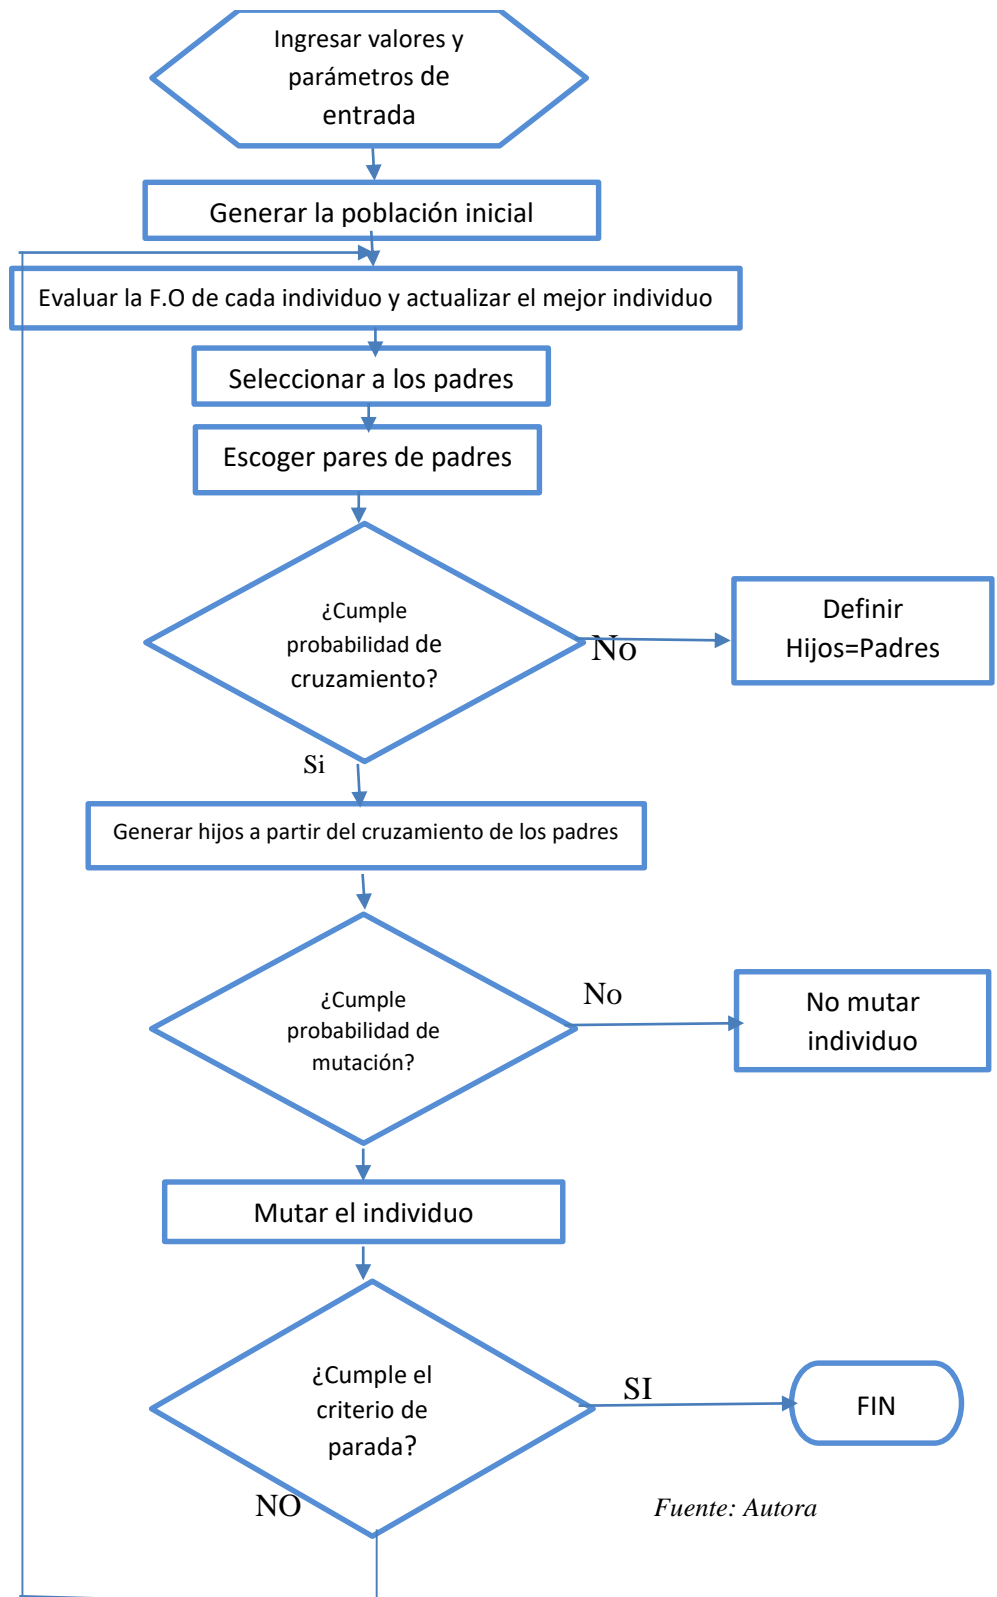 Ingresar valores y
parámetros de
entrada
Generar la población inicial
Evaluar la F.O de cada individuo y actualizar el mejor individuo
Seleccionar a los padres
Escoger pares de padres
¿Cumple
probabilidad de
cruzamiento?
No
Definir
Hijos=Padres
Si
Generar hijos a partir del cruzamiento de los padres
¿Cumple
probabilidad de
mutación?
No
No mutar
individuo
Mutar el individuo
¿Cumple el
criterio de
parada?
SI
FIN
NO
Fuente: Autora